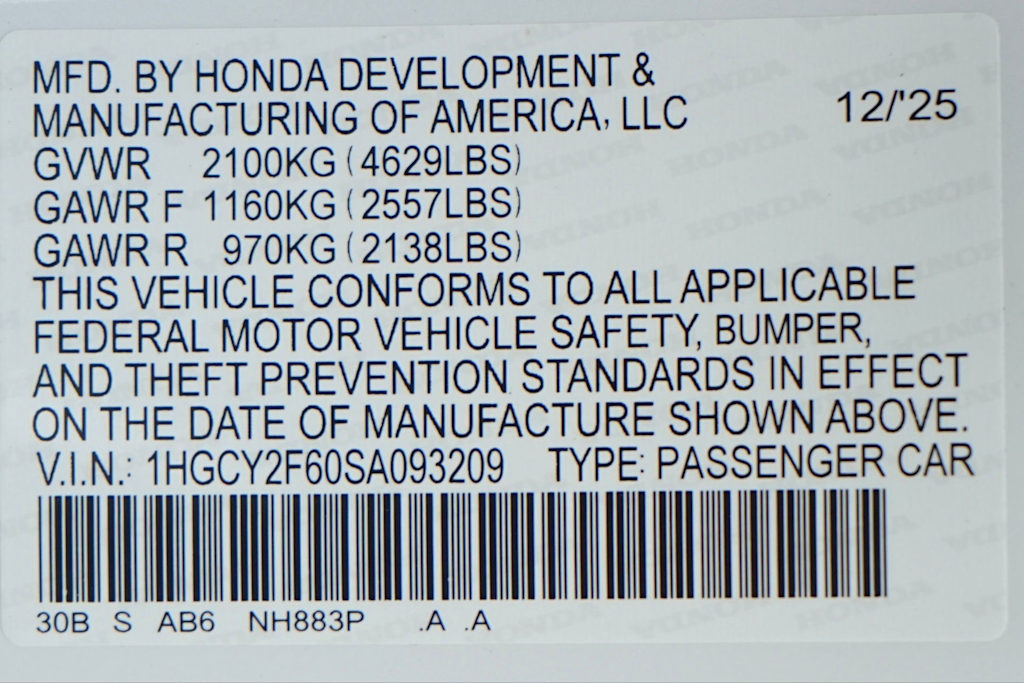 MFD. BY HONDA DEVELOPMENT &
MANUFACTURING OF AMERICA, LLC 12/'25
GVWR 2100KG (4629LBS)
GAWR F 1160KG (2557LBS)
GAWR R 970KG (2138LBS)
THIS VEHICLE CONFORMS TO ALL APPLICABLE
FEDERAL MOTOR VEHICLE SAFETY, BUMPER,
AND THEFT PREVENTION STANDARDS IN EFFECT
ON THE DATE OF MANUFACTURE SHOWN ABOVE.
V.I.N.: 1HGCY2F60SA093209 TYPE: PASSENGER CAR
30B S AB6 NH883P .A .A